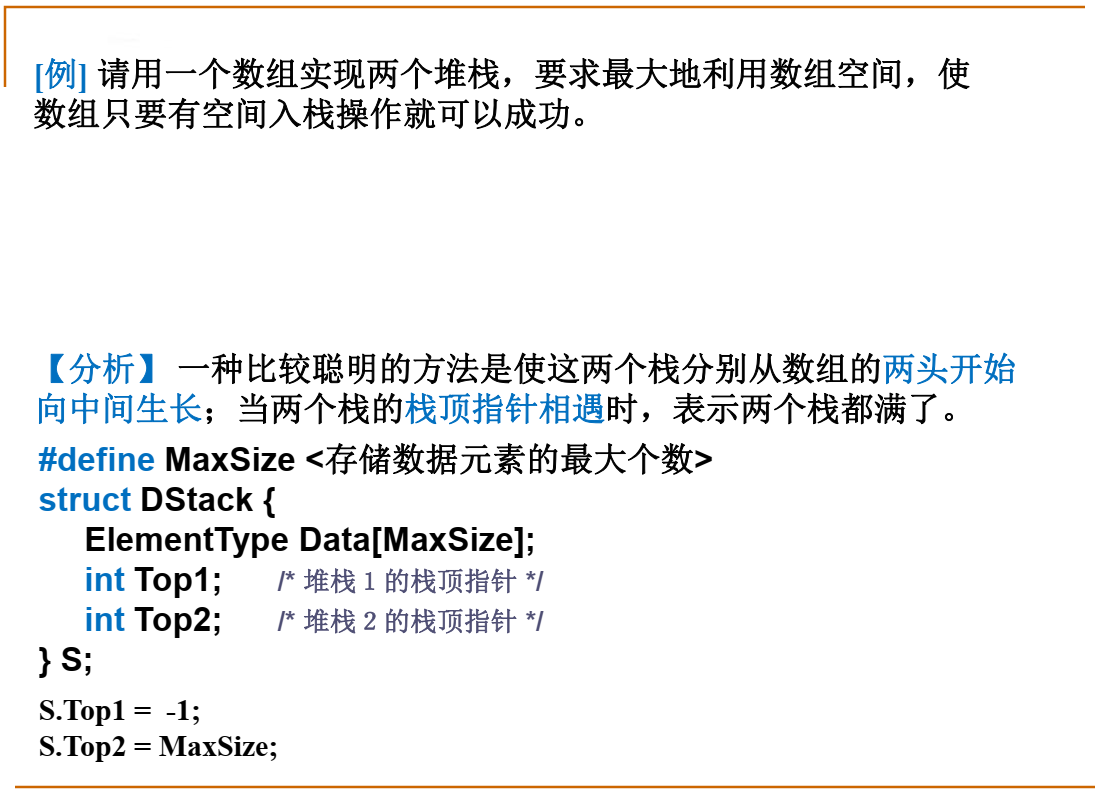 [例] 请用一个数组实现两个堆栈，要求最大地利用数组空间，使
数组只要有空间入栈操作就可以成功。
【分析】 一种比较聪明的方法是使这两个栈分别从数组的两头开始
向中间生长；当两个栈的栈顶指针相遇时，表示两个栈都满了。
#define MaxSize <存储数据元素的最大个数>
struct DStack {
ElementType Data[MaxSize];
int Top1; /* 堆栈 1 的栈顶指针 */
int Top2; /* 堆栈 2 的栈顶指针 */
} S;
S.Top1 = -1;
S.Top2 = MaxSize;